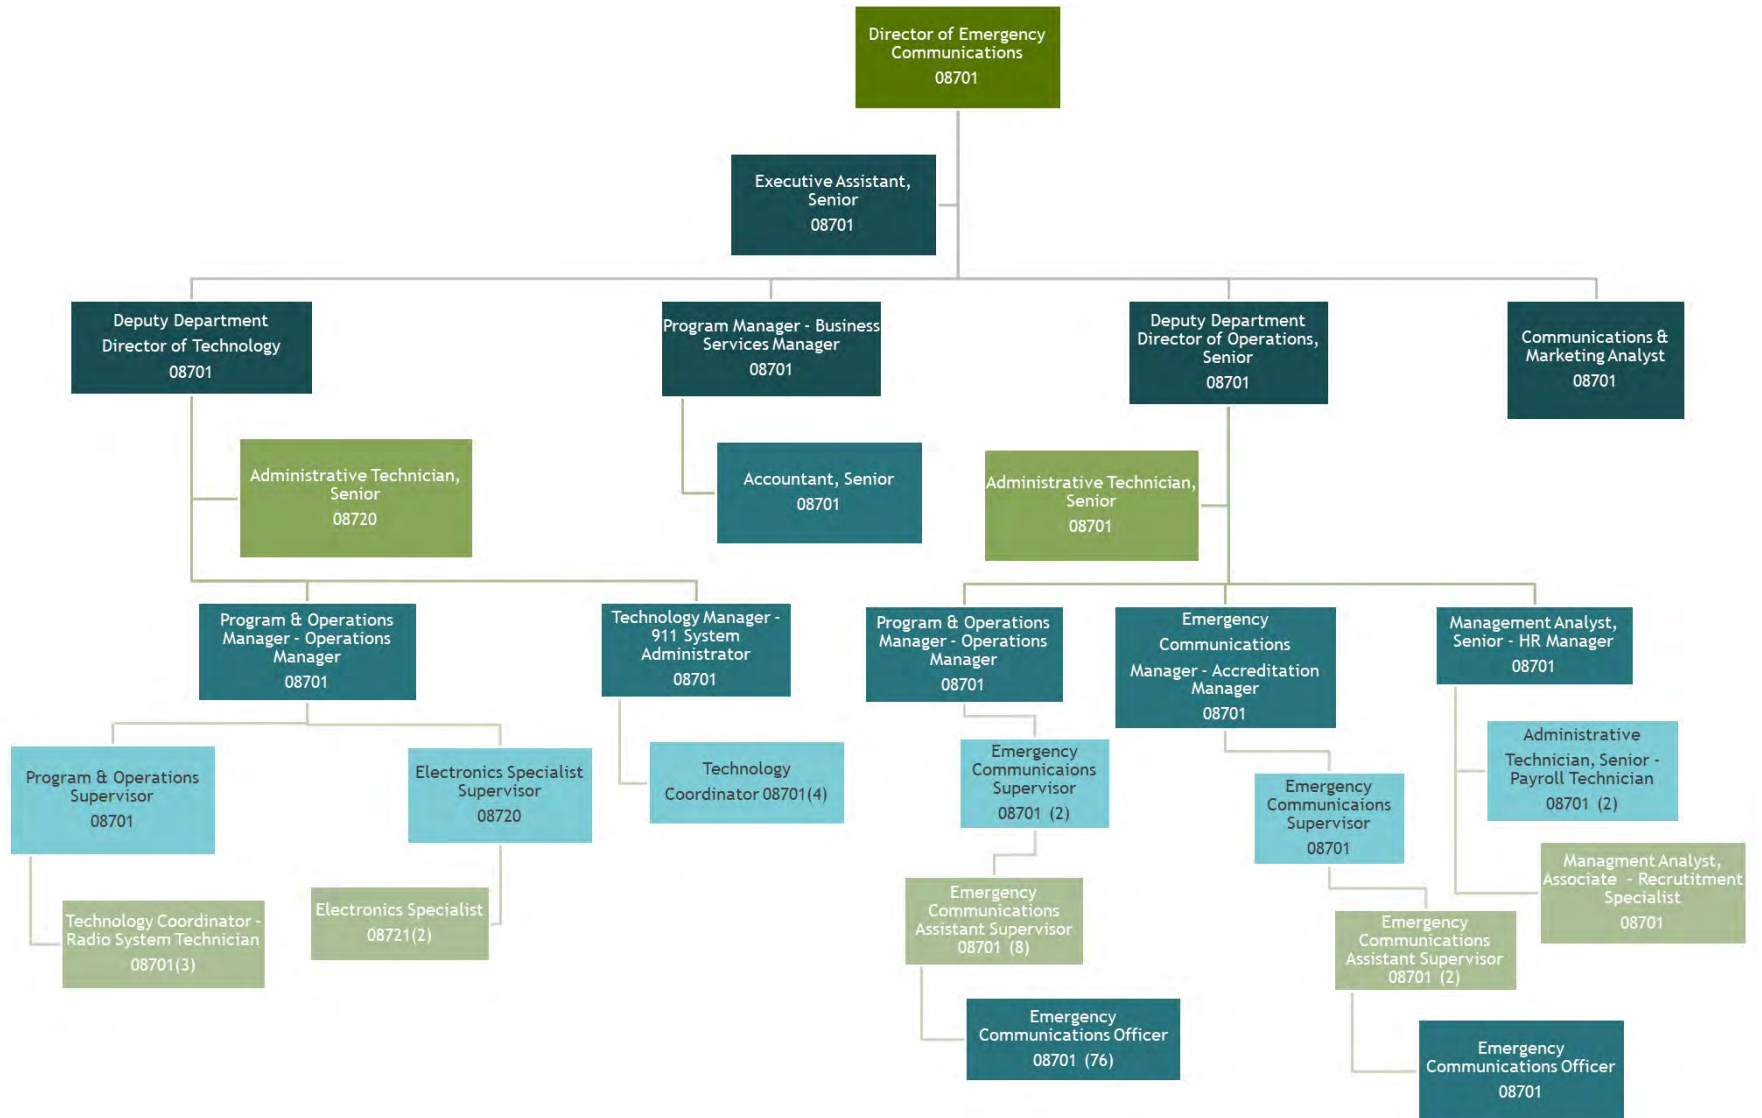 Director of Emergency
Communications
08701
Executive Assistant,
Senior
08701
Deputy Department
Director of Technology
08701
Program Manager - Business
Services Manager
08701
Deputy Department
Director of Operations,
Senior
08701
Communications &
Marketing Analyst
08701
Administrative Technician,
Senior
08720
Accountant, Senior
08701
Administrative Technician,
Senior
08701
Program & Operations
Manager - Operations
Manager
08701
Technology Manager -
911 System
Administrator
08701
Program & Operations
Manager - Operations
Manager
08701
Emergency
Communications
Manager - Accreditation
Manager
08701
Management Analyst,
Senior - HR Manager
08701
Program & Operations
Supervisor
08701
Electronics Specialist
Supervisor
08720
Technology
Coordinator 08701(4)
Emergency
Communicaions
Supervisor
08701 (2)
Emergency
Communicaions
Supervisor
08701
Administrative
Technician, Senior -
Payroll Technician
08701 (2)
Technology Coordinator -
Radio System Technician
08701(3)
Electronics Specialist
08721(2)
Emergency
Communications
Assistant Supervisor
08701 (8)
Emergency
Communications
Assistant Supervisor
08701 (2)
Managment Analyst,
Associate - Recrutitment
Specialist
08701
Emergency
Communications Officer
08701 (76)
Emergency
Communications Officer
08701